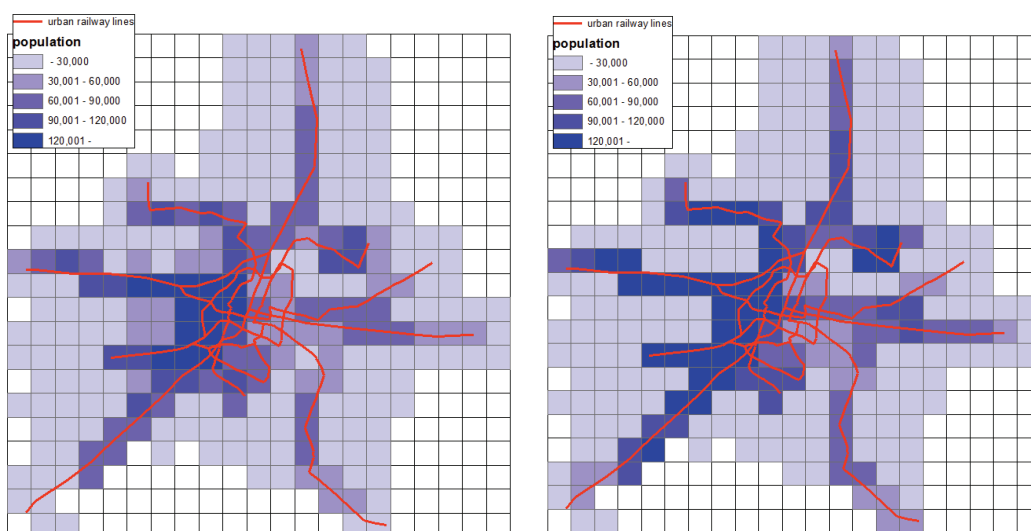 urban railway lines
population
- 30,000
30,001 - 60,000
60,001 - 90,000
90,001 - 120,000
120,001 -
urban railway lines
population
- 30,000
30,001 - 60,000
60,001 - 90,000
90,001 - 120,000
120,001 -